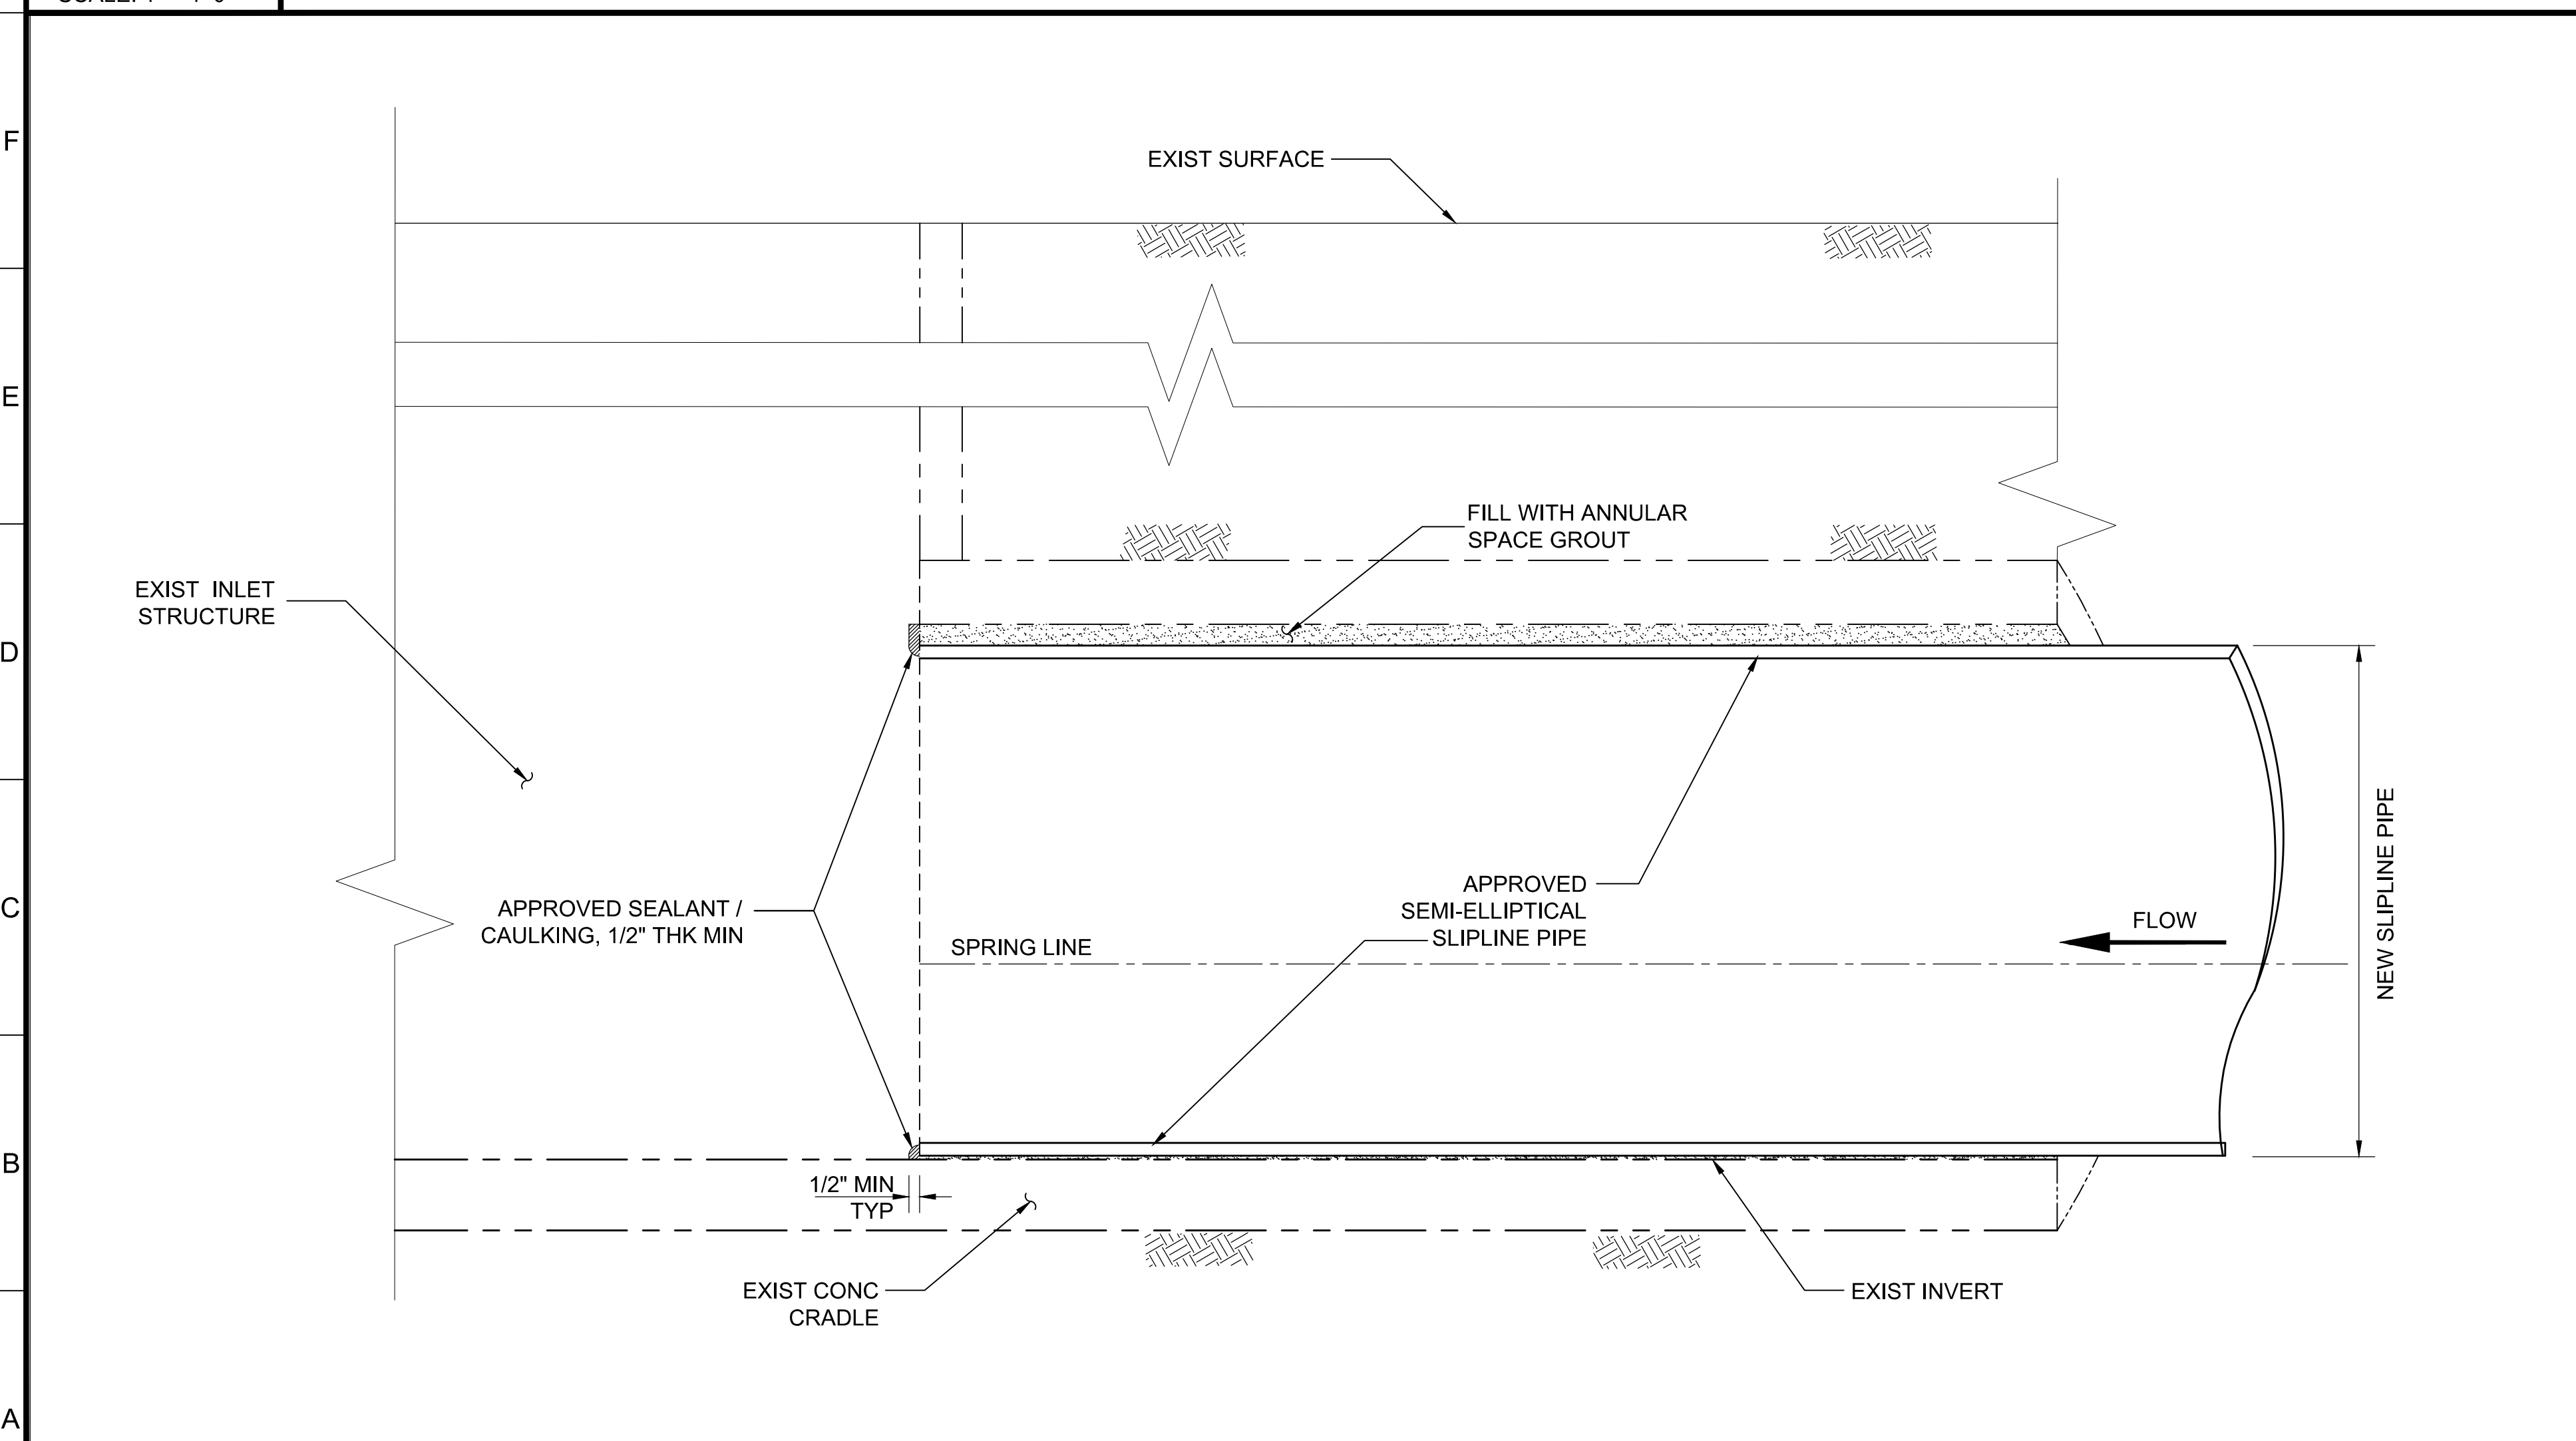 F
E
D
C
B
A
EXIST SURFACE
FILL WITH ANNULAR
SPACE GROUT
EXIST  INLET
STRUCTURE
APPROVED SEALANT /
CAULKING, 1/2" THK MIN
SPRING LINE
APPROVED
SEMI-ELLIPTICAL
SLIPLINE PIPE
FLOW
NEW SLIPLINE PIPE
1/2" MIN
TYP
EXIST CONC
CRADLE
EXIST INVERT